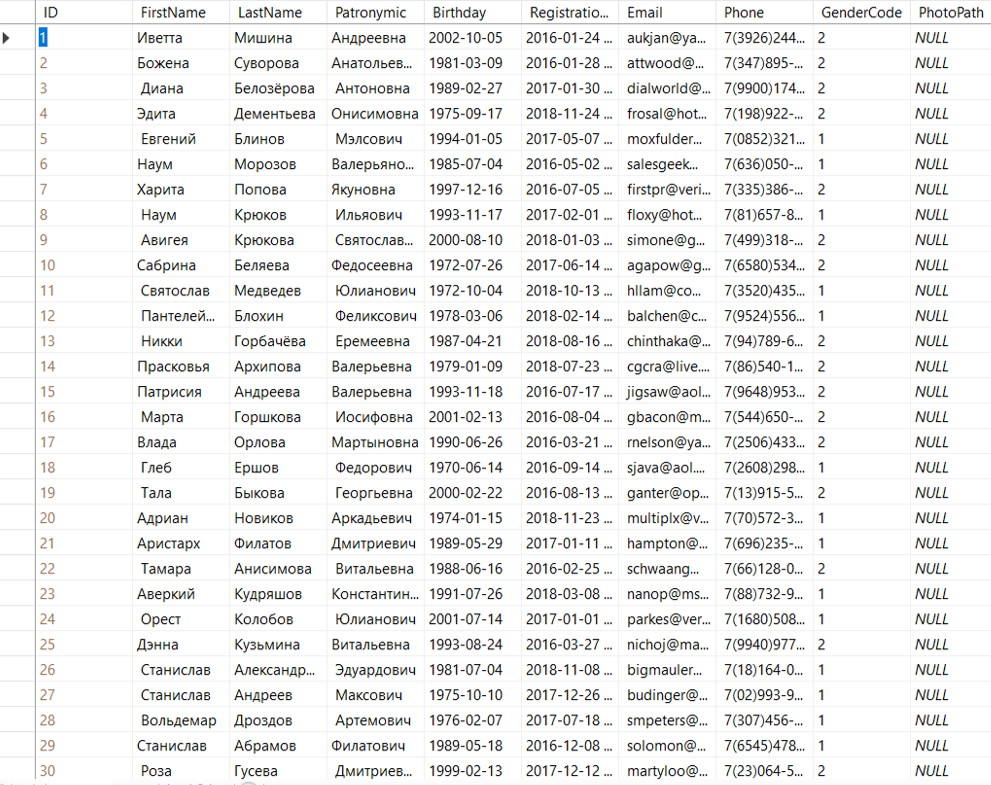 ID FirstName LastName Patronymic Birthday Registratio... Email Phone GenderCode PhotoPath
1 Иветта Мишина Андреевна 2002-10-05 2016-01-24 ... aukjan@ya... 7(3926)244... 2 NULL
2 Божена Суворова Анатольев... 1981-03-09 2016-01-28 ... attwood@... 7(347)895-... 2 NULL
3 Диана Белозёрова Антоновна 1989-02-27 2017-01-30 ... dialworld@... 7(9900)174... 2 NULL
4 Эдита Дементьева Онисимовна 1975-09-17 2018-11-24 ... frosal@hot... 7(198)922-... 2 NULL
5 Евгений Блинов Мэлсович 1994-01-05 2017-05-07 ... moxfulder... 7(0852)321... 1 NULL
6 Наум Морозов Валерьяно... 1985-07-04 2016-05-02 ... salesgeek... 7(636)050-... 1 NULL
7 Харита Попова Якуновна 1997-12-16 2016-07-05 ... firstpr@veri... 7(335)386-... 2 NULL
8 Наум Крюков Ильяович 1993-11-17 2017-02-01 ... floxy@hot... 7(81)657-8... 1 NULL
9 Авигея Крюкова Святослав... 2000-08-10 2018-01-03 ... simone@g... 7(499)318-... 2 NULL
10 Сабрина Беляева Федосеевна 1972-07-26 2017-06-14 ... agapow@g... 7(6580)534... 2 NULL
11 Святослав Медведев Юлианович 1972-10-04 2018-10-13 ... hllam@co... 7(3520)435... 1 NULL
12 Пантелей... Блохин Феликсович 1978-03-06 2018-02-14 ... balchen@c... 7(9524)556... 1 NULL
13 Никки Горбачёва Еремеевна 1987-04-21 2018-08-16 ... chinthaka@... 7(94)789-6... 2 NULL
14 Прасковья Архипова Валерьевна 1979-01-09 2018-07-23 ... cgcra@live.... 7(86)540-1... 2 NULL
15 Патрисия Андреева Валерьевна 1993-11-18 2016-07-17 ... jigsaw@aol... 7(9648)953... 2 NULL
16 Марта Горшкова Иосифовна 2001-02-13 2016-08-04 ... gbacon@m... 7(544)650-... 2 NULL
17 Влада Орлова Мартыновна 1990-06-26 2016-03-21 ... rnelson@ya... 7(2506)433... 2 NULL
18 Глеб Ершов Федорович 1970-06-14 2016-09-14 ... sjava@aol.... 7(2608)298... 1 NULL
19 Тала Быкова Георгьевна 2000-02-22 2016-08-13 ... ganter@op... 7(13)915-5... 2 NULL
20 Адриан Новиков Аркадьевич 1974-01-15 2018-11-23 ... multiplx@v... 7(70)572-3... 1 NULL
21 Аристарх Филатов Дмитриевич 1989-05-29 2017-01-11 ... hampton@... 7(696)235-... 1 NULL
22 Тамара Анисимова Витальевна 1988-06-16 2016-02-25 ... schwaang... 7(66)128-0... 2 NULL
23 Аверкий Кудряшов Константин... 1991-07-26 2018-03-08 ... nanop@ms... 7(88)732-9... 1 NULL
24 Орест Колобов Юлианович 2001-07-14 2017-01-01 ... parkes@ver... 7(1680)508... 1 NULL
25 Дэнна Кузьмина Витальевна 1993-08-24 2016-03-27 ... nichoj@ma... 7(9940)977... 2 NULL
26 Станислав Александр... Эдуардович 1981-07-04 2018-11-08 ... bigmauler... 7(18)164-0... 1 NULL
27 Станислав Андреев Максович 1975-10-10 2017-12-26 ... budinger@... 7(02)993-9... 1 NULL
28 Вольдемар Дроздов Артемович 1976-02-07 2017-07-18 ... smpeters@... 7(307)456-... 1 NULL
29 Станислав Абрамов Филатович 1989-05-18 2016-12-08 ... solomon@... 7(6545)478... 1 NULL
30 Роза Гусева Дмитриев... 1999-02-13 2017-12-12 ... martyloo@... 7(23)064-5... 2 NULL